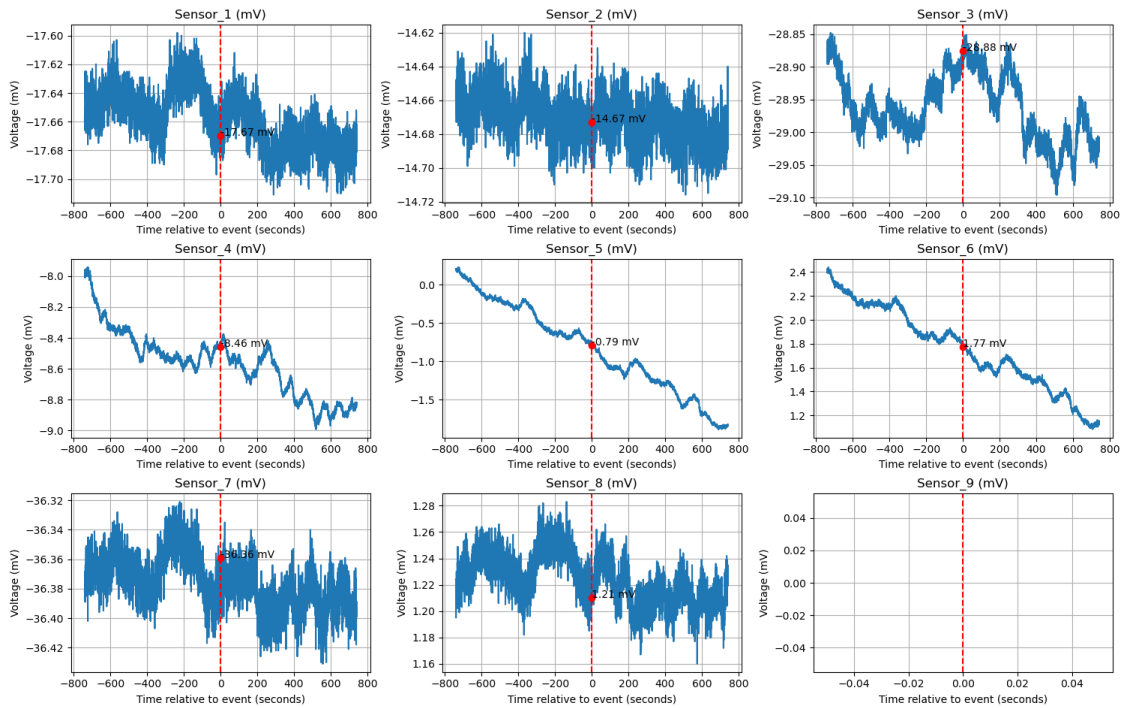 Sensor_1 (mV)
Voltage (mV)
−17.60
−17.62
−17.64
−17.66
−17.68
−17.70
-17.67 mV
−800 −600 −400 −200 0 200 400 600 800
Time relative to event (seconds)
Sensor_2 (mV)
Voltage (mV)
−14.62
−14.64
−14.66
−14.68
−14.70
−14.72
-14.67 mV
−800 −600 −400 −200 0 200 400 600 800
Time relative to event (seconds)
Sensor_3 (mV)
Voltage (mV)
−28.85
−28.90
−28.95
−29.00
−29.05
−29.10
-28.88 mV
−800 −600 −400 −200 0 200 400 600 800
Time relative to event (seconds)
Sensor_4 (mV)
Voltage (mV)
−8.0
−8.2
−8.4
−8.6
−8.8
−9.0
-8.46 mV
−800 −600 −400 −200 0 200 400 600 800
Time relative to event (seconds)
Sensor_5 (mV)
Voltage (mV)
0.0
−0.5
−1.0
−1.5
-0.79 mV
−800 −600 −400 −200 0 200 400 600 800
Time relative to event (seconds)
Sensor_6 (mV)
Voltage (mV)
2.4
2.2
2.0
1.8
1.6
1.4
1.2
1.77 mV
−800 −600 −400 −200 0 200 400 600 800
Time relative to event (seconds)
Sensor_7 (mV)
Voltage (mV)
−36.32
−36.34
−36.36
−36.38
−36.40
−36.42
-36.36 mV
−800 −600 −400 −200 0 200 400 600 800
Time relative to event (seconds)
Sensor_8 (mV)
Voltage (mV)
1.28
1.26
1.24
1.22
1.20
1.18
1.16
1.21 mV
−800 −600 −400 −200 0 200 400 600 800
Time relative to event (seconds)
Sensor_9 (mV)
Voltage (mV)
0.04
0.02
0.00
−0.02
−0.04
−0.04 −0.02 0.00 0.02 0.04
Time relative to event (seconds)